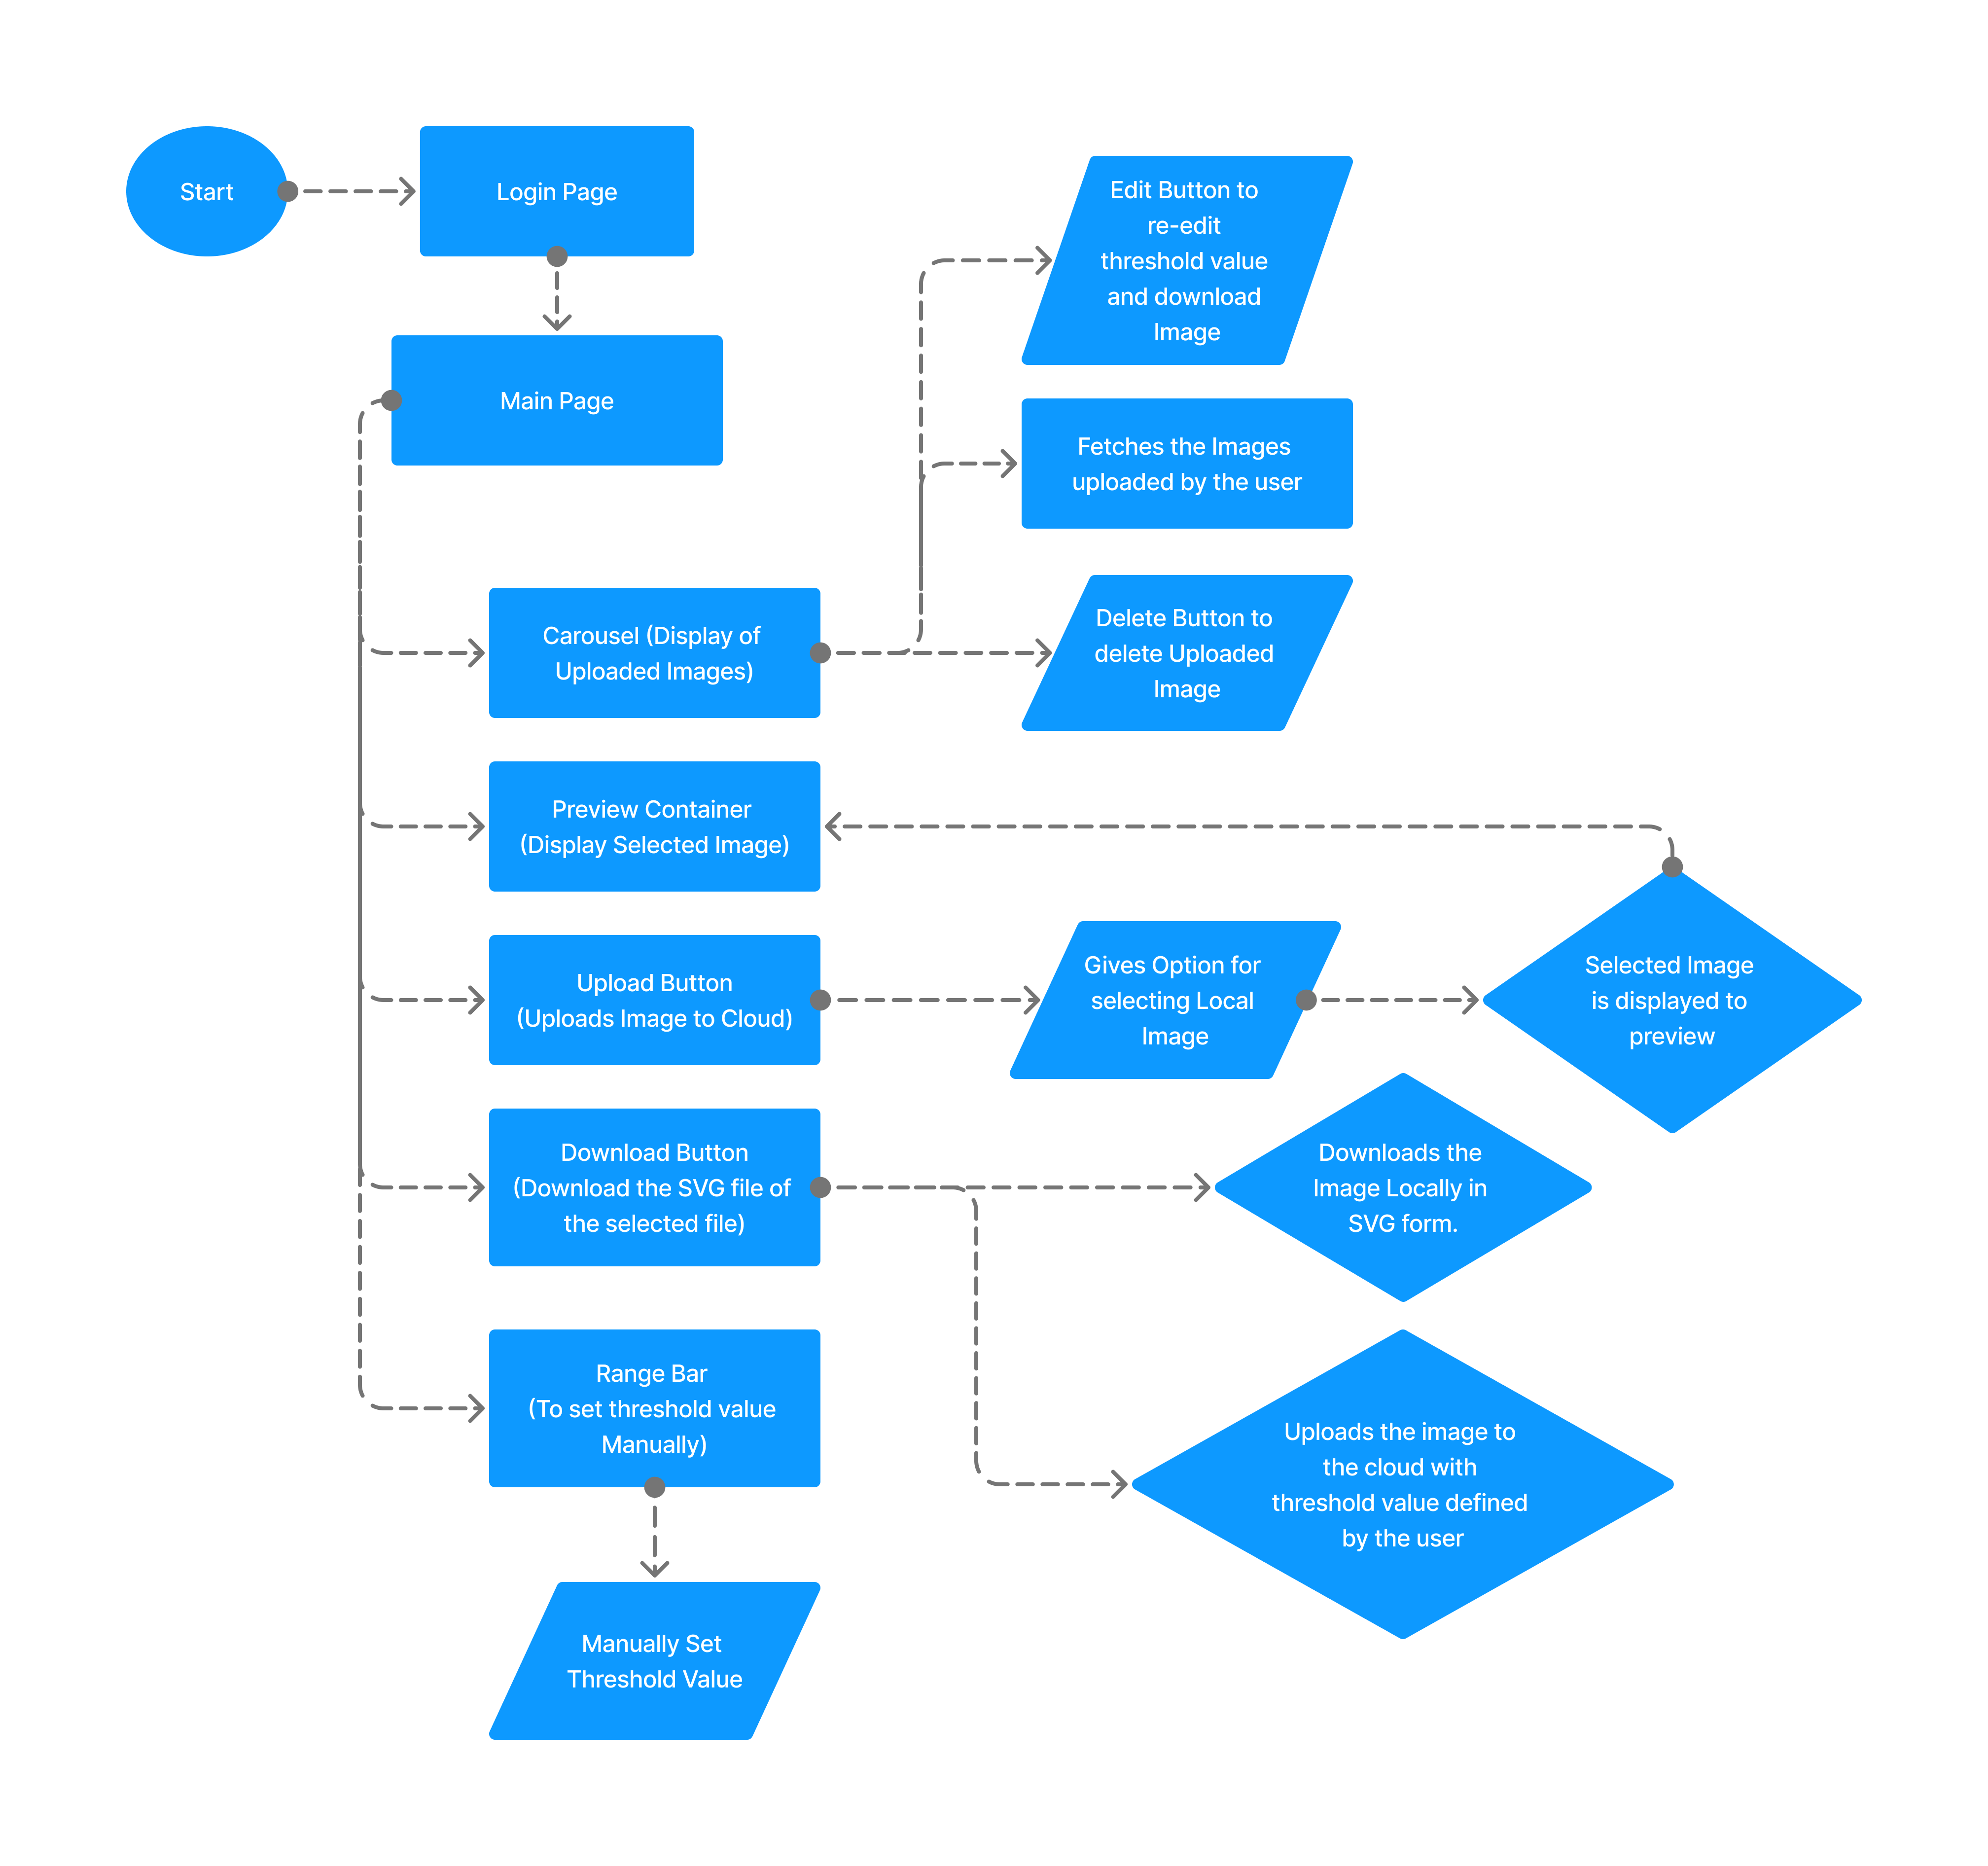 Start
Login Page
Main Page
Edit Button to
re-edit
threshold value
and download
Image
Fetches the Images
uploaded by the user
Carousel (Display of
Uploaded Images)
Delete Button to
delete Uploaded
Image
Preview Container
(Display Selected Image)
Upload Button
(Uploads Image to Cloud)
Gives Option for
selecting Local
Image
Selected Image
is displayed to
preview
Download Button
(Download the SVG file of
the selected file)
Downloads the
Image Locally in
SVG form.
Range Bar
(To set threshold value
Manually)
Uploads the image to
the cloud with
threshold value defined
by the user
Manually Set
Threshold Value